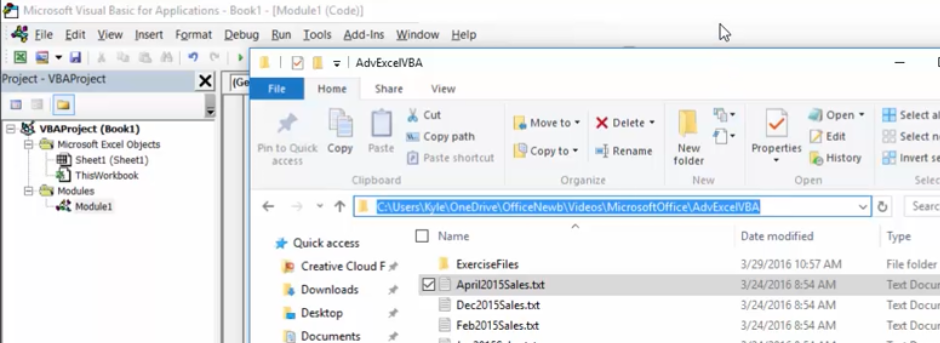 Microsoft Visual Basic for Applications - Book1 - [Module1 (Code)]
File Edit View Insert Format Debug Run Tools Add-Ins Window Help
Project - VBAProject
VBAProject (Book1)
Microsoft Excel Objects
Sheet1 (Sheet1)
ThisWorkbook
Modules
Module1
(Ge
AdvExcelVBA
File Home Share View
Pin to Quick access
Copy
Paste
Cut
Copy path
Paste shortcut
Clipboard
Move to
Copy to
Delete
Rename
Organize
New folder
New
Properties
Open
Edit
History
Open
Select all
Select no
Invert se
Selec
C:\Users\Kyle\OneDrive\OfficeNewb\Videos\MicrosoftOffice\AdvExcelVBA
Searc
Quick access
Creative Cloud F
Downloads
Desktop
Documents
Name Date modified Type
ExerciseFiles 3/29/2016 10:57 AM File folder
April2015Sales.txt 3/24/2016 8:54 AM Text Docu
Dec2015Sales.txt 3/24/2016 8:54 AM Text Docu
Feb2015Sales.txt 3/24/2016 8:54 AM Text Docu